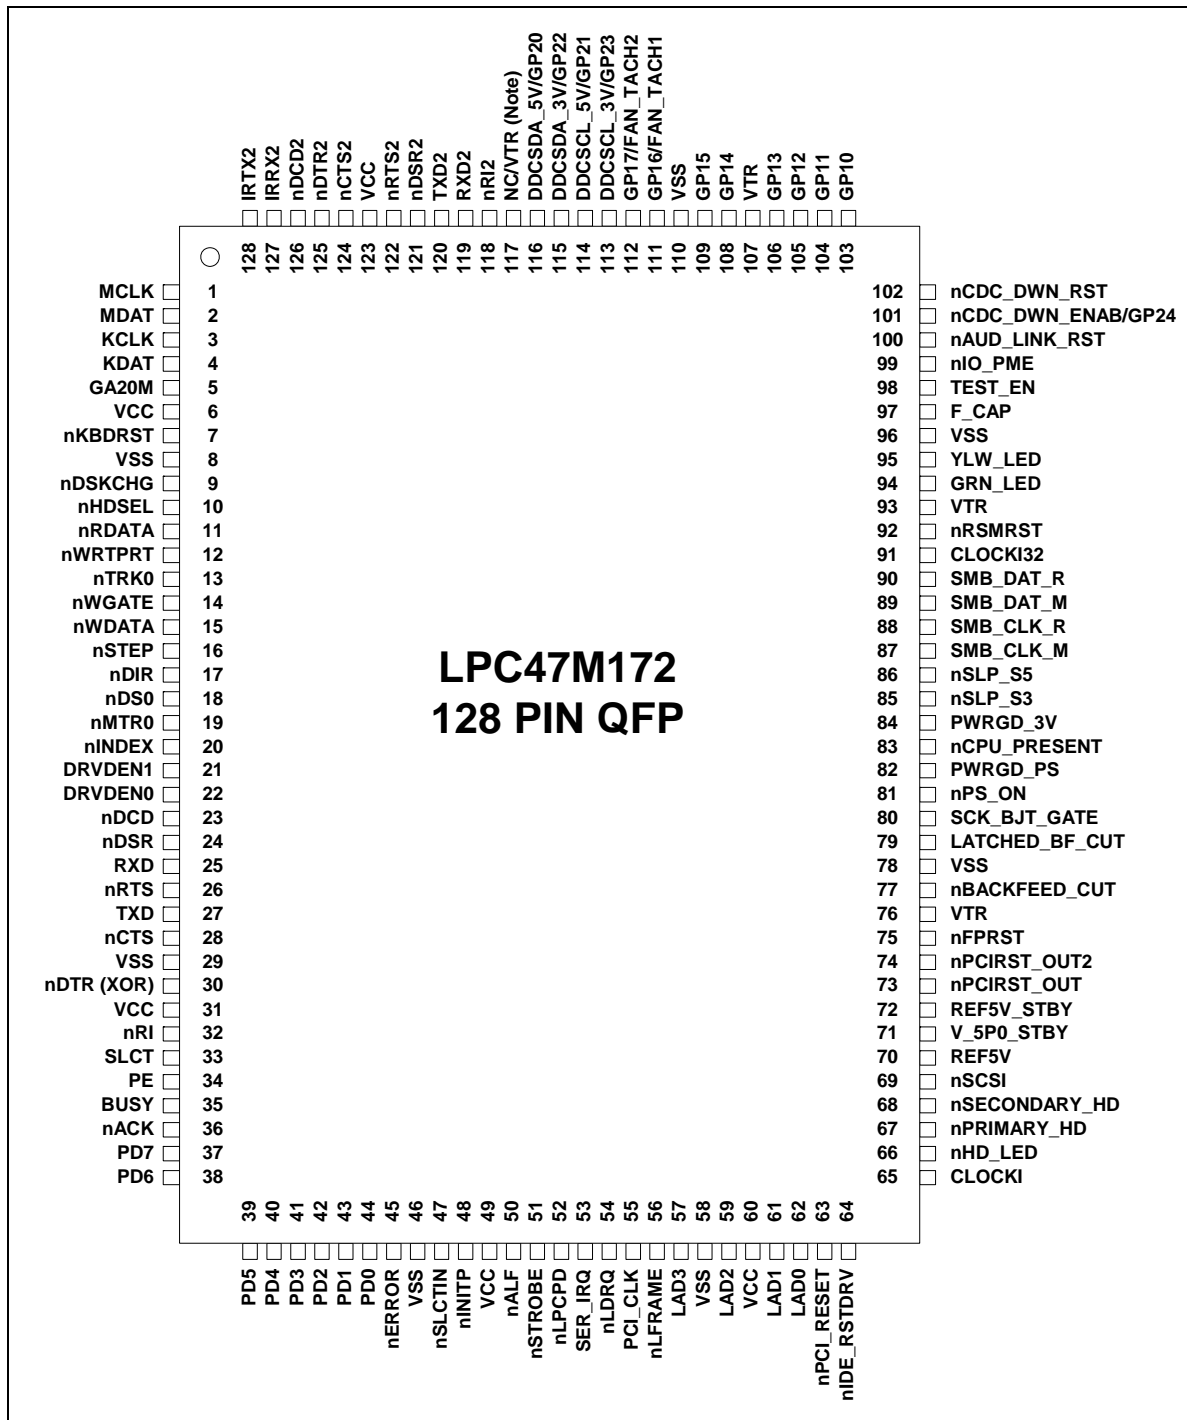 IRTX2
IRRX2
nDCD2
nDTR2
nCTS2
VCC
nRTS2
nDSR2
TXD2
RXD2
nRI2
NC/VTR (Note)
DDCSDA_5V/GP20
DDCSDA_3V/GP22
DDCSCL_5V/GP21
DDCSCL_3V/GP23
GP17/FAN_TACH2
GP16/FAN_TACH1
VSS
GP15
GP14
VTR
GP13
GP12
GP11
GP10
128
127
126
125
124
123
122
121
120
119
118
117
116
115
114
113
112
111
110
109
108
107
106
105
104
103
MCLK 1
MDAT 2
KCLK 3
KDAT 4
GA20M 5
VCC 6
nKBDRST 7
VSS 8
nDSKCHG 9
nHDSEL 10
nRDATA 11
nWRTPRT 12
nTRK0 13
nWGATE 14
nWDATA 15
nSTEP 16
nDIR 17
nDS0 18
nMTR0 19
nINDEX 20
DRVDEN1 21
DRVDEN0 22
nDCD 23
nDSR 24
RXD 25
nRTS 26
TXD 27
nCTS 28
VSS 29
nDTR (XOR) 30
VCC 31
nRI 32
SLCT 33
PE 34
BUSY 35
nACK 36
PD7 37
PD6 38
LPC47M172
128 PIN QFP
102 nCDC_DWN_RST
101 nCDC_DWN_ENAB/GP24
100 nAUD_LINK_RST
99 nIO_PME
98 TEST_EN
97 F_CAP
96 VSS
95 YLW_LED
94 GRN_LED
93 VTR
92 nRSMRST
91 CLOCKI32
90 SMB_DAT_R
89 SMB_DAT_M
88 SMB_CLK_R
87 SMB_CLK_M
86 nSLP_S5
85 nSLP_S3
84 PWRGD_3V
83 nCPU_PRESENT
82 PWRGD_PS
81 nPS_ON
80 SCK_BJT_GATE
79 LATCHED_BF_CUT
78 VSS
77 nBACKFEED_CUT
76 VTR
75 nFPRST
74 nPCIRST_OUT2
73 nPCIRST_OUT
72 REF5V_STBY
71 V_5P0_STBY
70 REF5V
69 nSCSI
68 nSECONDARY_HD
67 nPRIMARY_HD
66 nHD_LED
65 CLOCKI
39
40
41
42
43
44
45
46
47
48
49
50
51
52
53
54
55
56
57
58
59
60
61
62
63
64
PD5
PD4
PD3
PD2
PD1
PD0
nERROR
VSS
nSLCTIN
nINITP
VCC
nALF
nSTROBE
nLPCPD
SER_IRQ
nLDRQ
PCI_CLK
nLFRAME
LAD3
VSS
LAD2
VCC
LAD1
LAD0
nPCI_RESET
nIDE_RSTDRV